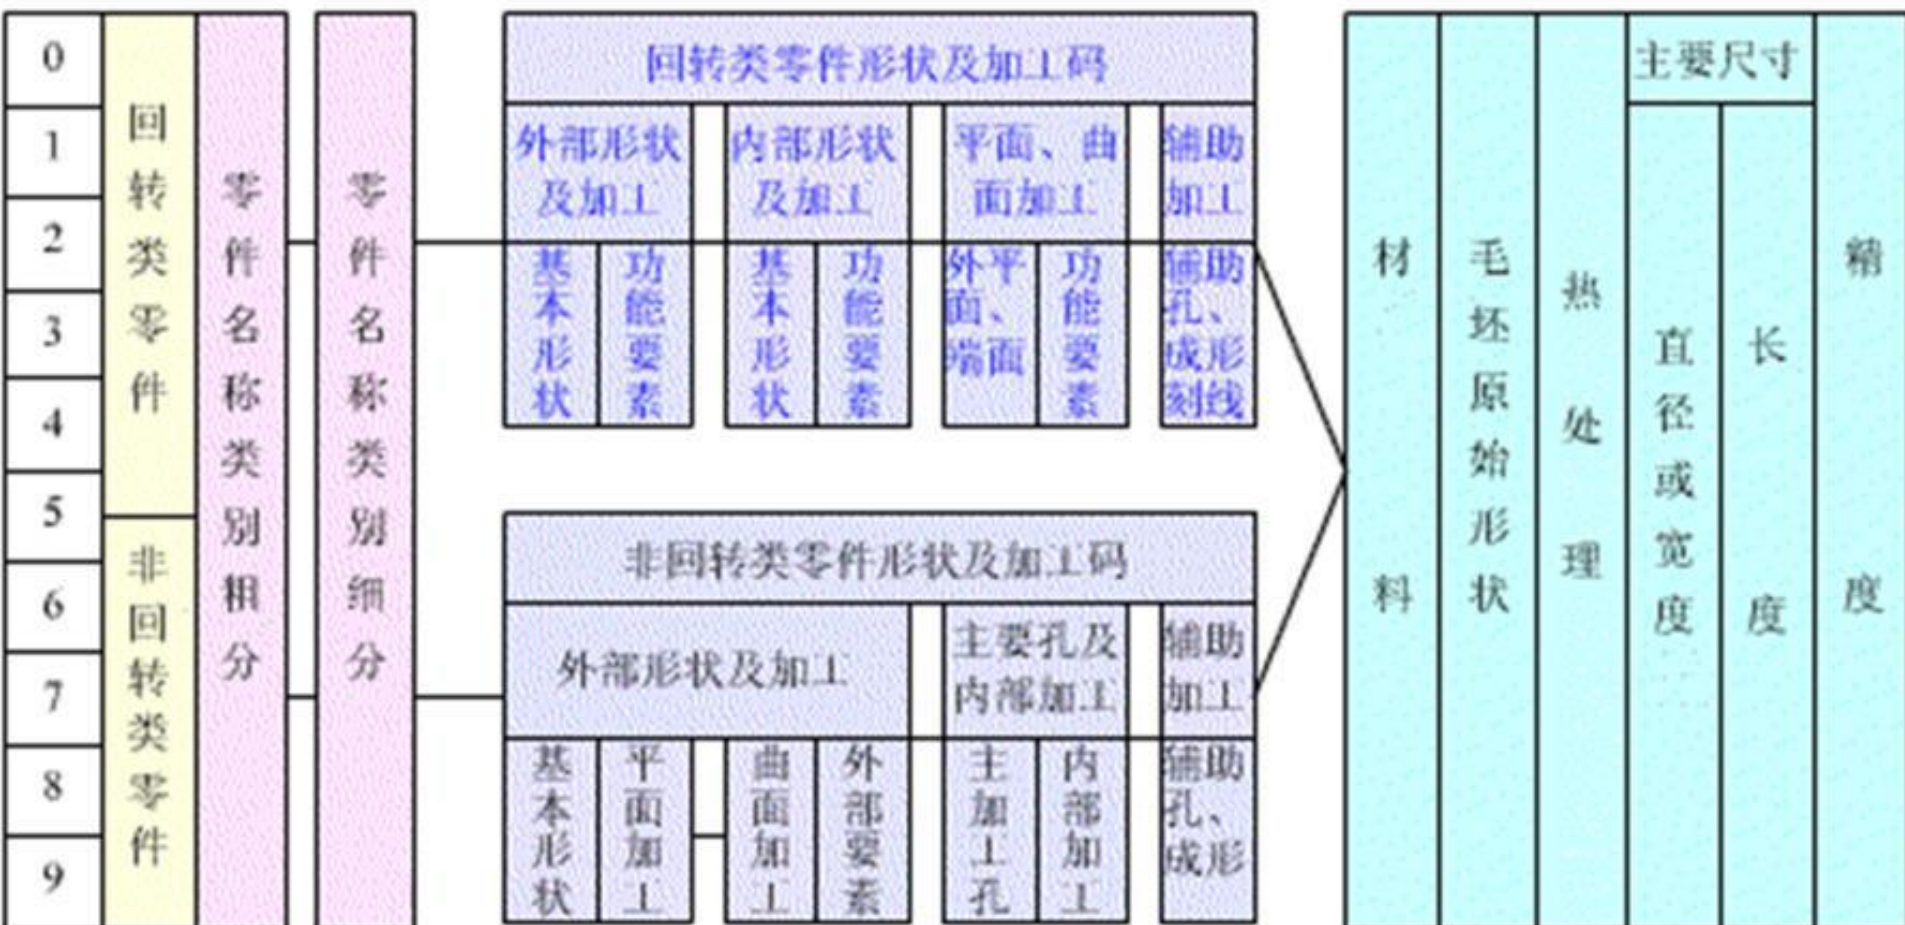 0
1
2
3
4
5
6
7
8
9
回转类零件
非回转类零件
零件名称类别粗分
零件名称类别细分
回转类零件形状及加工码
外部形状
及加工
内部形状
及加工
平面、曲
面加工
辅助
加工
基本形状
功能要素
基本形状
功能要素
外平
面、
端面
功能要素
辅助
孔、
成形
刻线
非回转类零件形状及加工码
外部形状及加工
主要孔及
内部加工
辅助
加工
基本形状
平面加工
曲面加工
外部要素
主加工孔
内部加工
辅助
孔、
成形
材料
毛坯原始形状
热处理
主要尺寸
直径或宽度
长度
精度